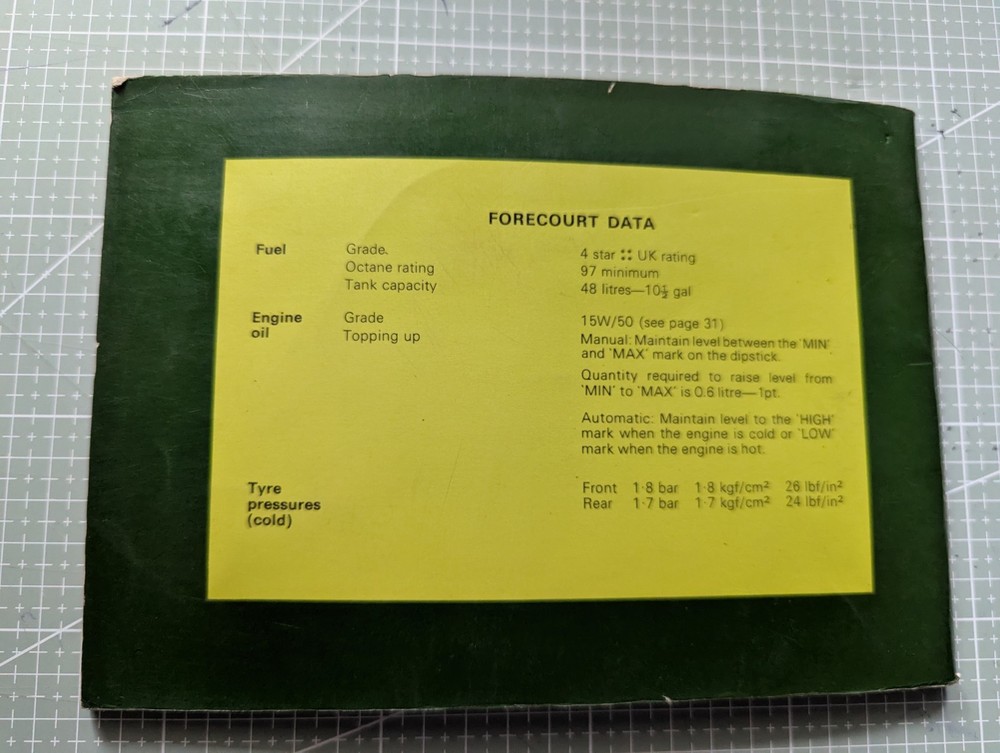 FORECOURT DATA
Fuel Grade. 4 star :: UK rating
Octane rating 97 minimum
Tank capacity 48 litres—10½ gal
Engine oil Grade 15W/50 (see page 31)
Topping up Manual: Maintain level between the 'MIN'
and 'MAX' mark on the dipstick.
Quantity required to raise level from
'MIN' to 'MAX' is 0.6 litre—1pt.
Automatic: Maintain level to the 'HIGH'
mark when the engine is cold or 'LOW'
mark when the engine is hot.
Tyre Front 1·8 bar 1·8 kgf/cm² 26 lbf/in²
pressures Rear 1·7 bar 1·7 kgf/cm² 24 lbf/in²
(cold)